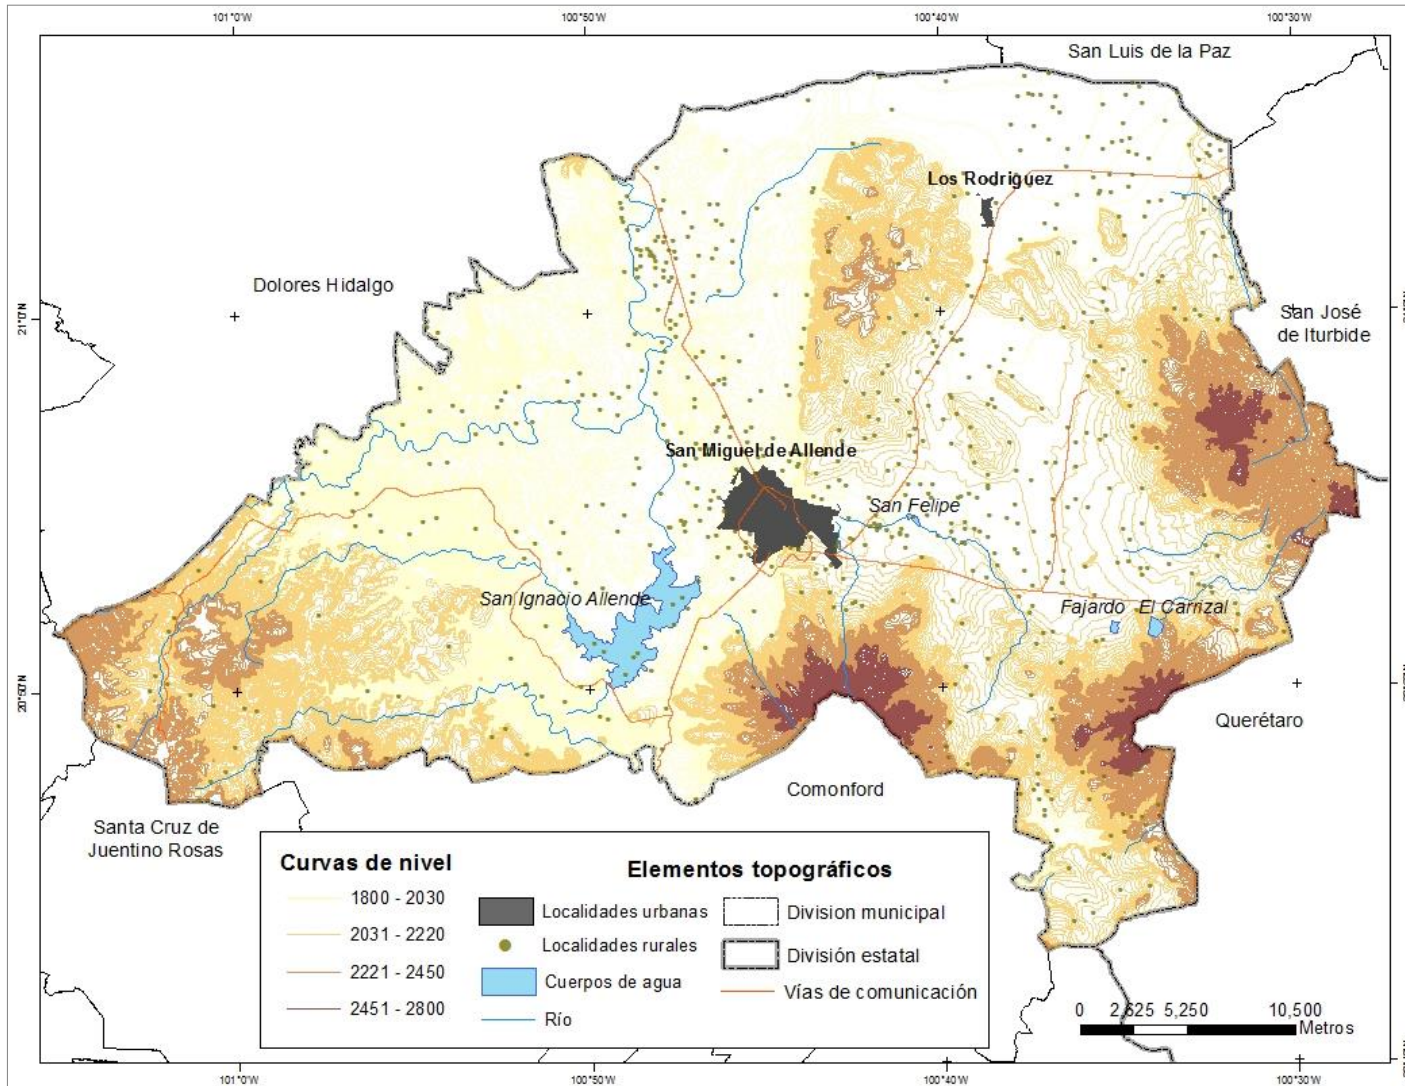 101°0'W
100°50'W
100°40'W
100°30'W
San Luis de la Paz
Los Rodriguez
Dolores Hidalgo
21°0'N
San José
de Iturbide
San Miguel de Allende
San Felipe
San Ignacio Allende
Fajardo
El Carrizal
Querétaro
Comonford
Santa Cruz de
Juentino Rosas
Curvas de nivel
1800 - 2030
2031 - 2220
2221 - 2450
2451 - 2800
Elementos topográficos
Localidades urbanas
Localidades rurales
Cuerpos de agua
Río
Division municipal
División estatal
Vías de comunicación
0
5,250
10,500
Metros
101°0'W
100°50'W
100°40'W
100°30'W